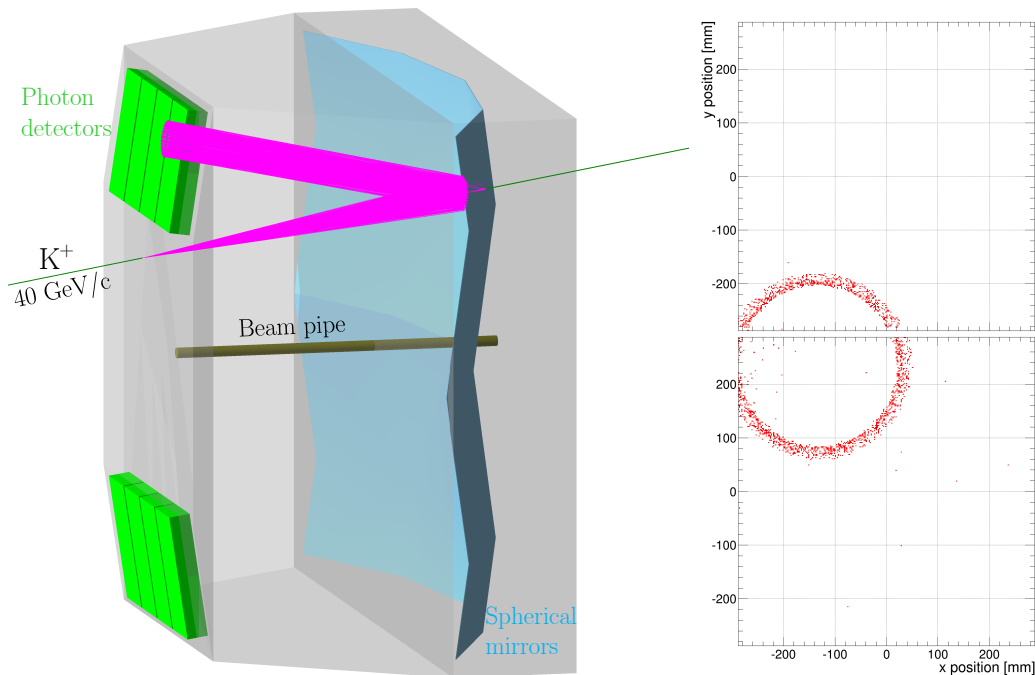 Photon
detectors
K+
40 GeV/c
Beam pipe
Spherical
mirrors
y position [mm]
200
100
0
-100
-200
200
100
0
-100
-200
-200
-100
0
100
200
x position [mm]